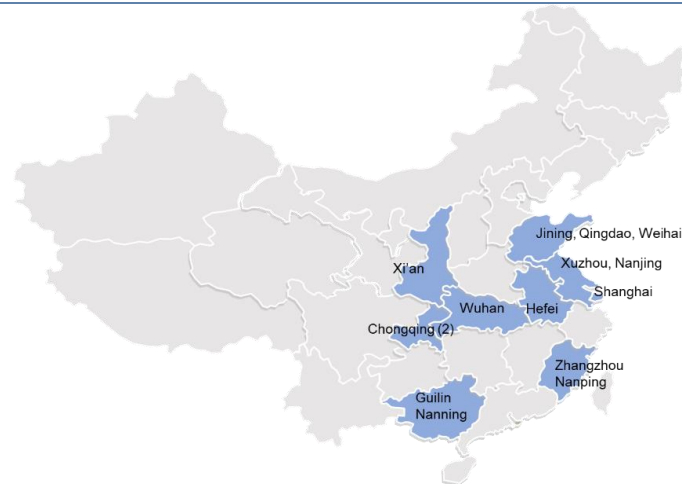 Jining, Qingdao, Weihai
Xuzhou, Nanjing
Xi'an
Shanghai
Wuhan
Hefei
Chongqing (2)
Zhangzhou
Nanping
Guilin
Nanning